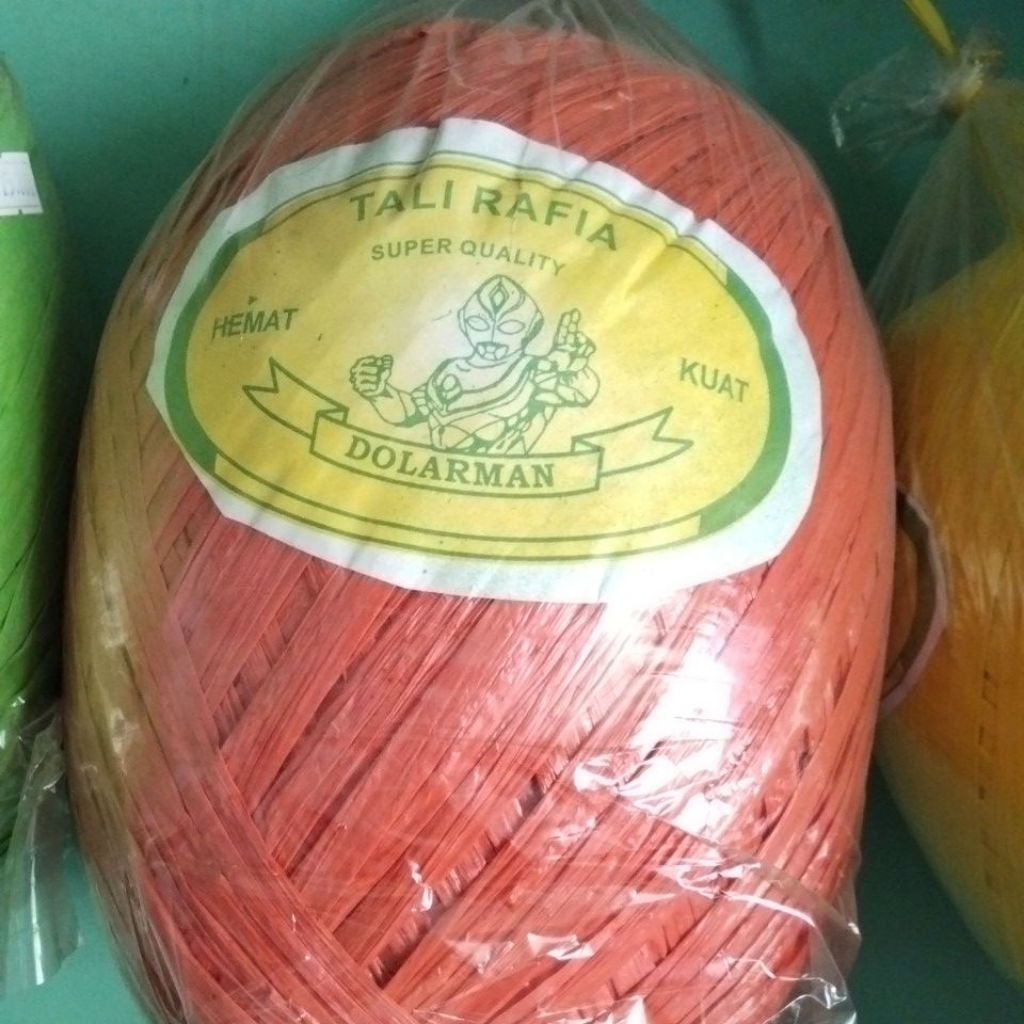 TALI RAFIA
SUPER QUALITY
HEMAT
KUAT
DOLARMAN